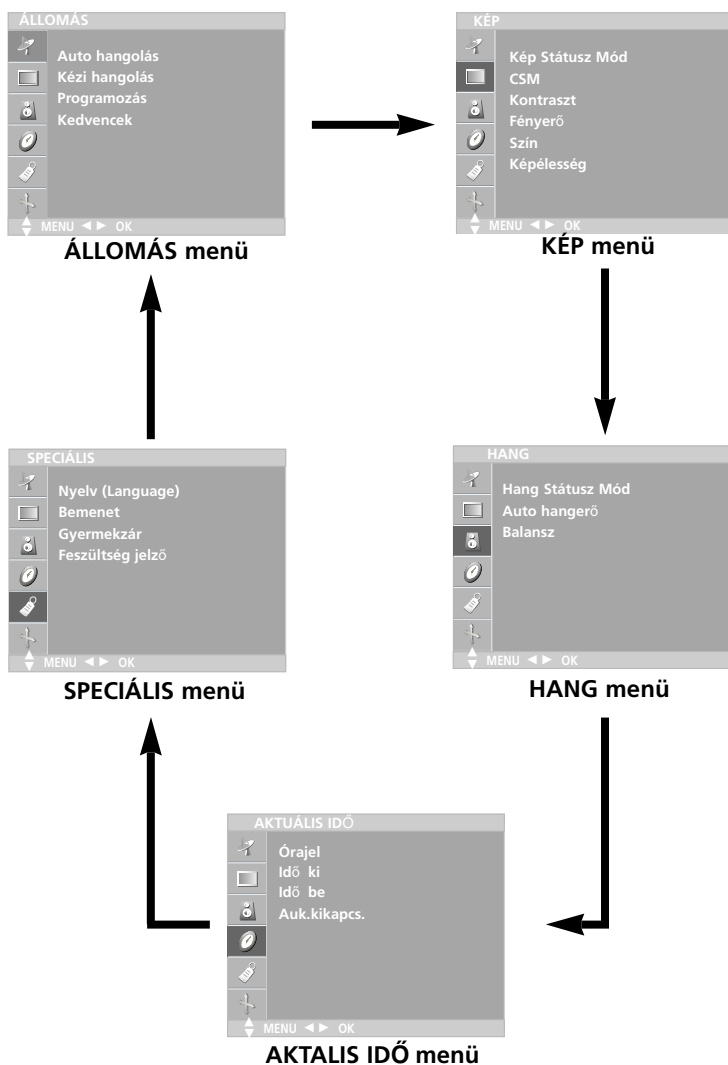 ÁLLOMÁS
Auto hangolás
Kézi hangolás
Programozás
Kedvencek
MENU ◄ ► OK
ÁLLOMÁS menü
KÉP
Kép Státusz Mód
CSM
Kontraszt
Fényerő
Szín
Képélesség
MENU ◄ ► OK
KÉP menü
SPECIÁLIS
Nyelv (Language)
Bemenet
Gyermekzár
Feszültség jelző
MENU ◄ ► OK
SPECIÁLIS menü
HANG
Hang Státusz Mód
Auto hangerő
Balansz
MENU ◄ ► OK
HANG menü
AKTUÁLIS IDŐ
Órajel
Idő ki
Idő be
Auk.kikapcs.
MENU ◄ ► OK
AKTALIS IDŐ menü